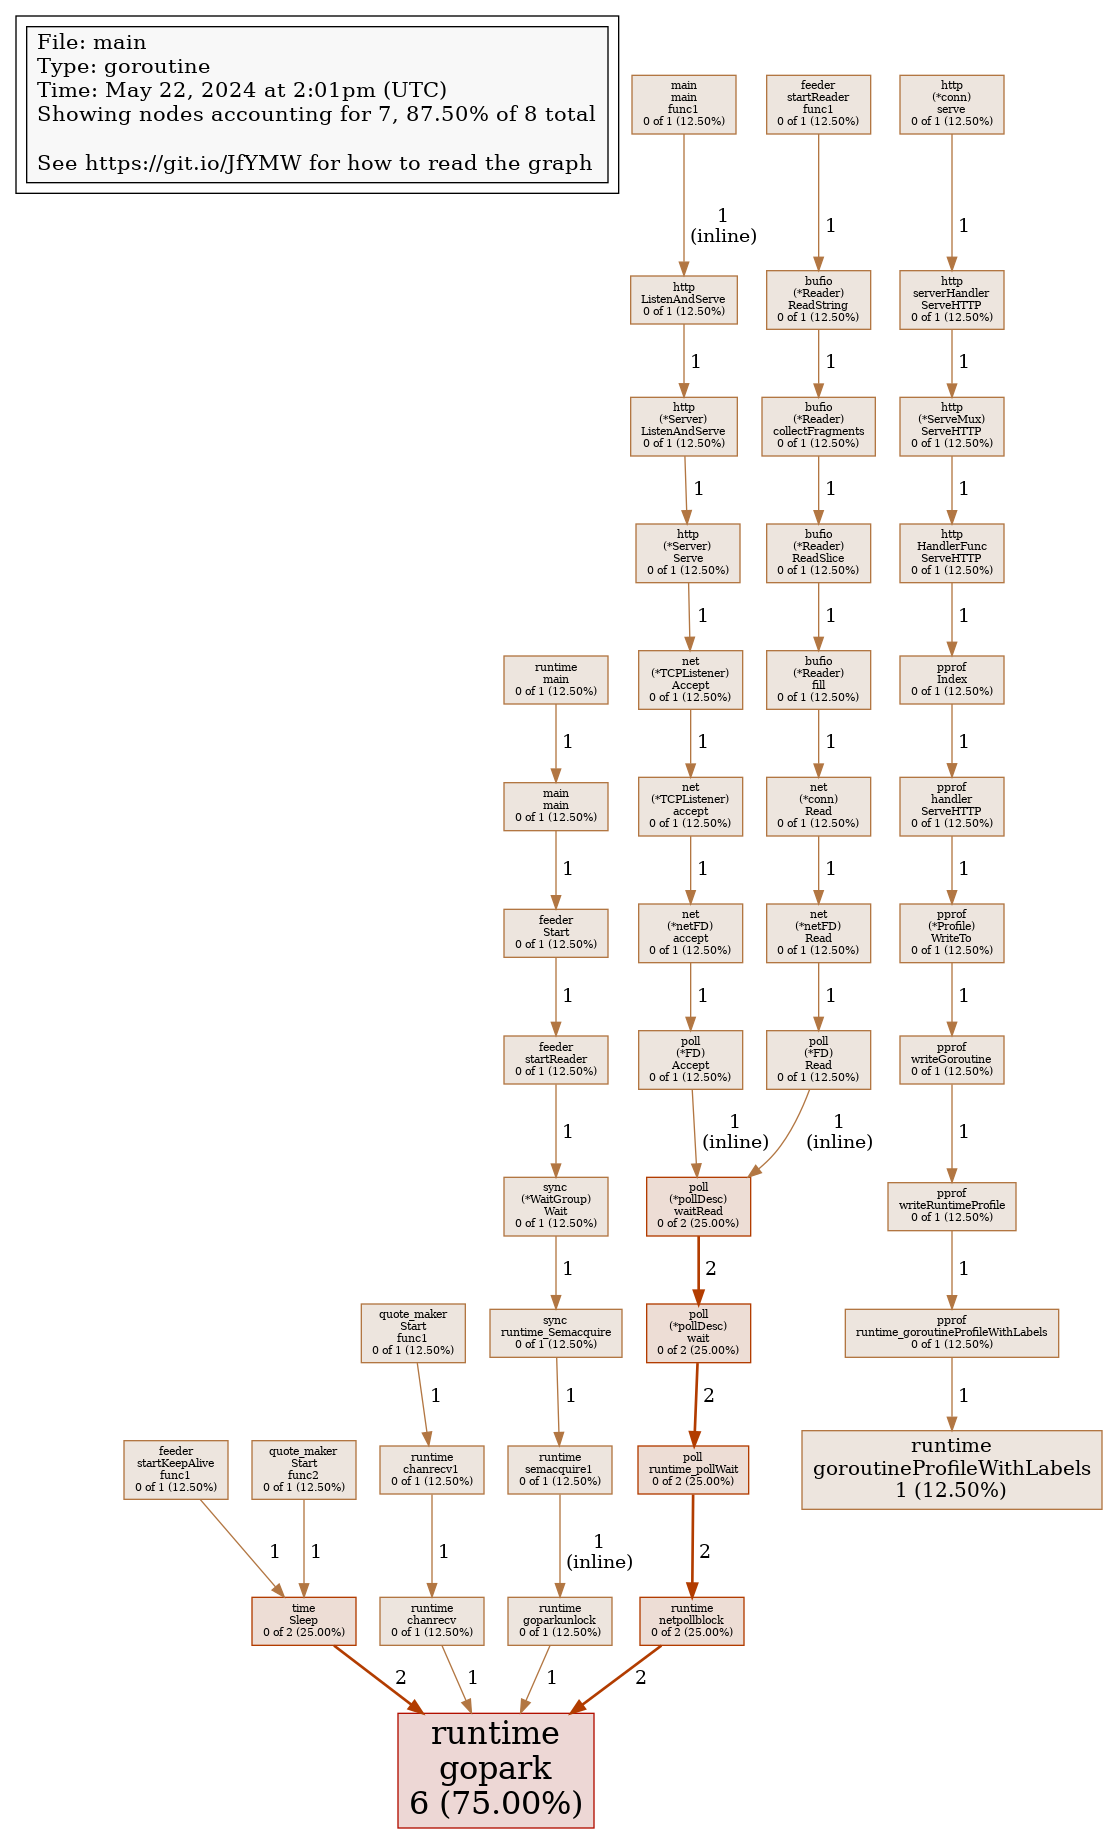 File: main
Type: goroutine
Time: May 22, 2024 at 2:01pm (UTC)
Showing nodes accounting for 7, 87.50% of 8 total
See https://git.io/JfYMW for how to read the graph
main
main
func1
0 of 1 (12.50%)
feeder
startReader
func1
0 of 1 (12.50%)
http
(*conn)
serve
0 of 1 (12.50%)
1
(inline)
1
1
http
ListenAndServe
0 of 1 (12.50%)
bufio
(*Reader)
ReadString
0 of 1 (12.50%)
http
serverHandler
ServeHTTP
0 of 1 (12.50%)
1
1
1
http
(*Server)
ListenAndServe
0 of 1 (12.50%)
bufio
(*Reader)
collectFragments
0 of 1 (12.50%)
http
(*ServeMux)
ServeHTTP
0 of 1 (12.50%)
1
1
1
http
(*Server)
Serve
0 of 1 (12.50%)
bufio
(*Reader)
ReadSlice
0 of 1 (12.50%)
http
HandlerFunc
ServeHTTP
0 of 1 (12.50%)
1
1
1
runtime
main
0 of 1 (12.50%)
net
(*TCPListener)
Accept
0 of 1 (12.50%)
bufio
(*Reader)
fill
0 of 1 (12.50%)
pprof
Index
0 of 1 (12.50%)
1
1
1
1
main
main
0 of 1 (12.50%)
net
(*TCPListener)
accept
0 of 1 (12.50%)
net
(*conn)
Read
0 of 1 (12.50%)
pprof
handler
ServeHTTP
0 of 1 (12.50%)
1
1
1
1
feeder
Start
0 of 1 (12.50%)
net
(*netFD)
accept
0 of 1 (12.50%)
net
(*netFD)
Read
0 of 1 (12.50%)
pprof
(*Profile)
WriteTo
0 of 1 (12.50%)
1
1
1
1
feeder
startReader
0 of 1 (12.50%)
poll
(*FD)
Accept
0 of 1 (12.50%)
poll
(*FD)
Read
0 of 1 (12.50%)
pprof
writeGoroutine
0 of 1 (12.50%)
1
1
(inline)
1
(inline)
1
sync
(*WaitGroup)
Wait
0 of 1 (12.50%)
poll
(*pollDesc)
waitRead
0 of 2 (25.00%)
pprof
writeRuntimeProfile
0 of 1 (12.50%)
1
2
1
quote_maker
Start
func1
0 of 1 (12.50%)
sync
runtime_Semacquire
0 of 1 (12.50%)
poll
(*pollDesc)
wait
0 of 2 (25.00%)
pprof
runtime_goroutineProfileWithLabels
0 of 1 (12.50%)
1
1
2
1
feeder
startKeepAlive
func1
0 of 1 (12.50%)
quote_maker
Start
func2
0 of 1 (12.50%)
runtime
chanrecv1
0 of 1 (12.50%)
runtime
semacquire1
0 of 1 (12.50%)
poll
runtime_pollWait
0 of 2 (25.00%)
runtime
goroutineProfileWithLabels
1 (12.50%)
1
1
1
1
(inline)
2
time
Sleep
0 of 2 (25.00%)
runtime
chanrecv
0 of 1 (12.50%)
runtime
goparkunlock
0 of 1 (12.50%)
runtime
netpollblock
0 of 2 (25.00%)
2
1
1
2
runtime
gopark
6 (75.00%)